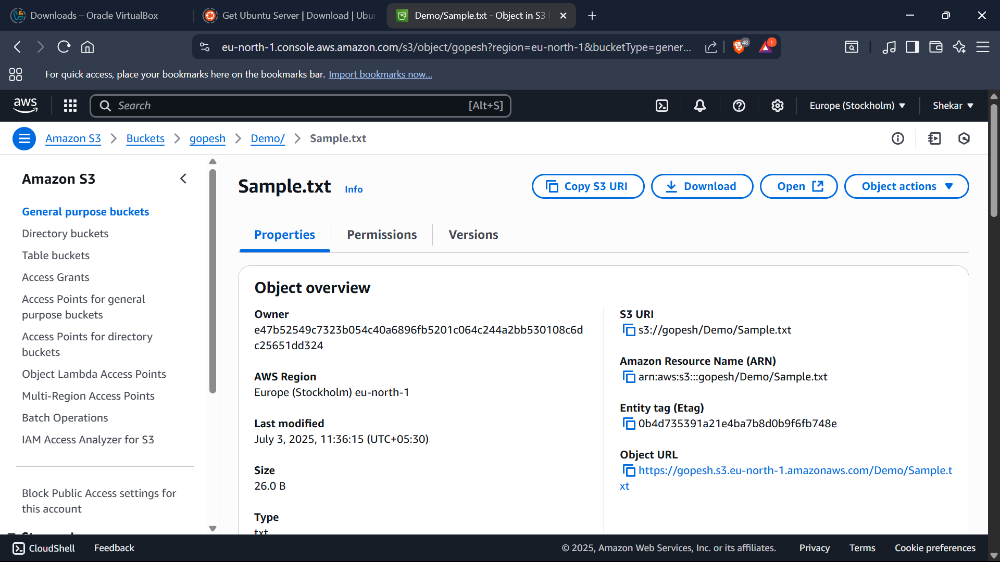 Downloads – Oracle VirtualBox
Get Ubuntu Server | Download | Ubun
Demo/Sample.txt - Object in S3
eu-north-1.console.aws.amazon.com/s3/object/gopesh?region=eu-north-1&bucketType=gener...
48
1
For quick access, place your bookmarks here on the bookmarks bar. Import bookmarks now...
aws
Search [Alt+S]
Europe (Stockholm)
Shekar
Amazon S3 > Buckets > gopesh > Demo/ > Sample.txt
Amazon S3
General purpose buckets
Directory buckets
Table buckets
Access Grants
Access Points for general
purpose buckets
Access Points for directory
buckets
Object Lambda Access Points
Multi-Region Access Points
Batch Operations
IAM Access Analyzer for S3
Block Public Access settings for
this account
Sample.txt Info
Copy S3 URI
Download
Open
Object actions
Properties
Permissions
Versions
Object overview
Owner
e47b52549c7323b054c40a6896fb5201c064c244a2bb530108c6d
c25651dd324
AWS Region
Europe (Stockholm) eu-north-1
Last modified
July 3, 2025, 11:36:15 (UTC+05:30)
Size
26.0 B
Type
txt
S3 URI
s3://gopesh/Demo/Sample.txt
Amazon Resource Name (ARN)
arn:aws:s3:::gopesh/Demo/Sample.txt
Entity tag (Etag)
0b4d735391a21e4ba7b8d0b9f6fb748e
Object URL
https://gopesh.s3.eu-north-1.amazonaws.com/Demo/Sample.t
xt
CloudShell
Feedback
© 2025, Amazon Web Services, Inc. or its affiliates.
Privacy
Terms
Cookie preferences